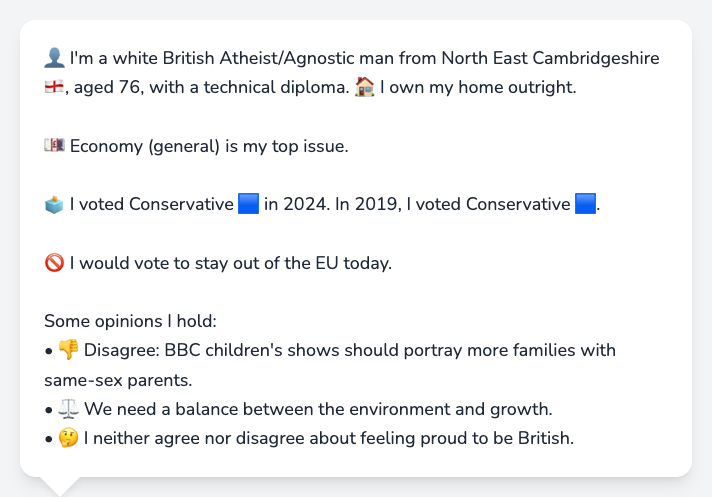 👤 I'm a white British Atheist/Agnostic man from North East Cambridgeshire
🏴󠁧󠁢󠁥󠁮󠁧󠁿, aged 76, with a technical diploma. 🏠 I own my home outright.
💷 Economy (general) is my top issue.
🗳️ I voted Conservative 🟦 in 2024. In 2019, I voted Conservative 🟦.
🚫 I would vote to stay out of the EU today.
Some opinions I hold:
• 👎 Disagree: BBC children's shows should portray more families with
same-sex parents.
• ⚖️ We need a balance between the environment and growth.
• 🤔 I neither agree nor disagree about feeling proud to be British.